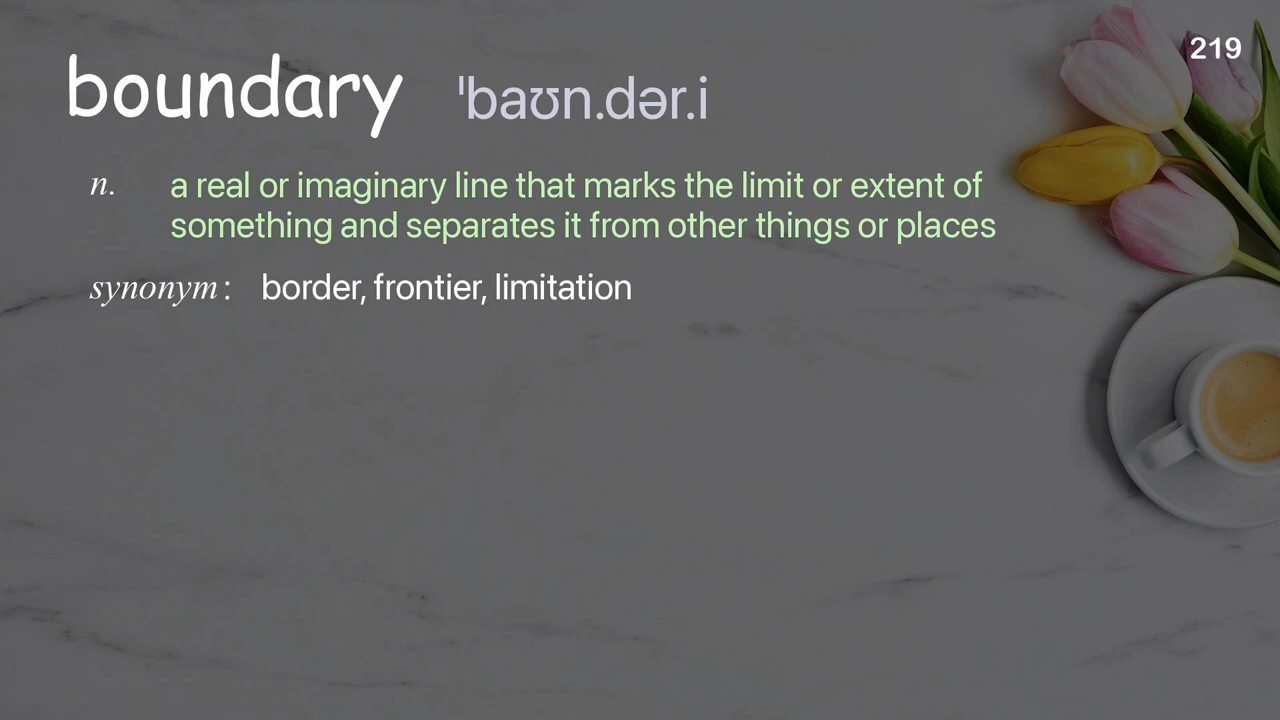 219
boundary ˈbaʊn.dər.i
n. a real or imaginary line that marks the limit or extent of
something and separates it from other things or places
synonym: border, frontier, limitation